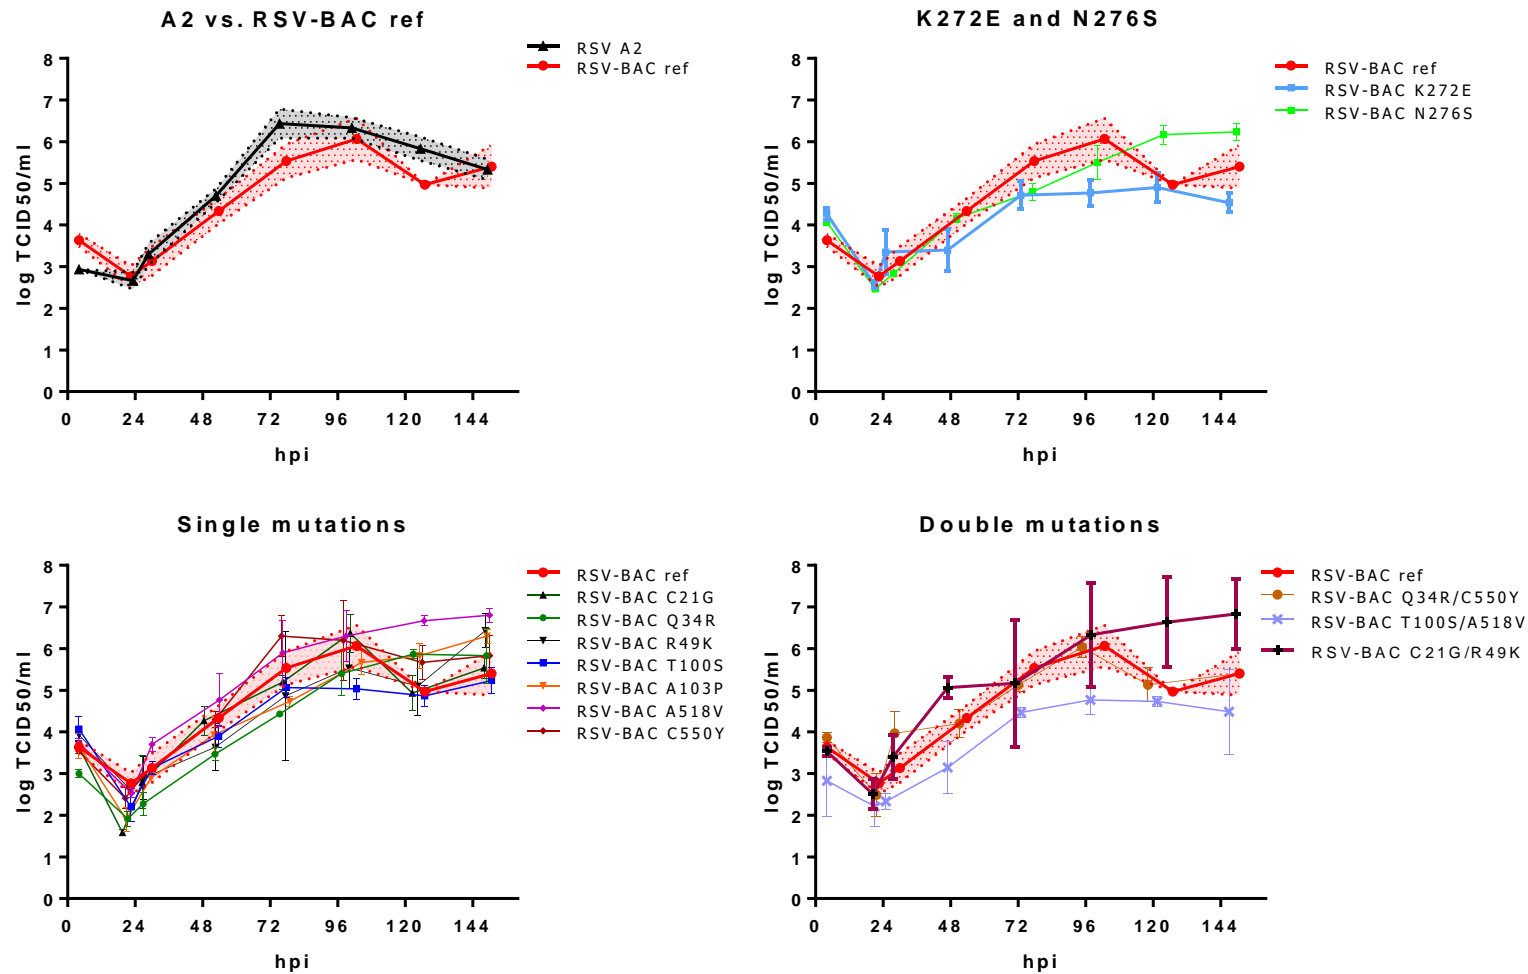 A2 vs. RSV-BAC ref
RSV A2
RSV-BAC ref
log TCID50/ml
8
7
6
5
4
3
2
1
0
0 24 48 72 96 120 144
hpi
K272E and N276S
RSV-BAC ref
RSV-BAC K272E
RSV-BAC N276S
log TCID50/ml
8
7
6
5
4
3
2
1
0
0 24 48 72 96 120 144
hpi
Single mutations
RSV-BAC ref
RSV-BAC C21G
RSV-BAC Q34R
RSV-BAC R49K
RSV-BAC T100S
RSV-BAC A103P
RSV-BAC A518V
RSV-BAC C550Y
log TCID50/ml
8
7
6
5
4
3
2
1
0
0 24 48 72 96 120 144
hpi
Double mutations
RSV-BAC ref
RSV-BAC Q34R/C550Y
RSV-BAC T100S/A518V
RSV-BAC C21G/R49K
log TCID50/ml
8
7
6
5
4
3
2
1
0
0 24 48 72 96 120 144
hpi